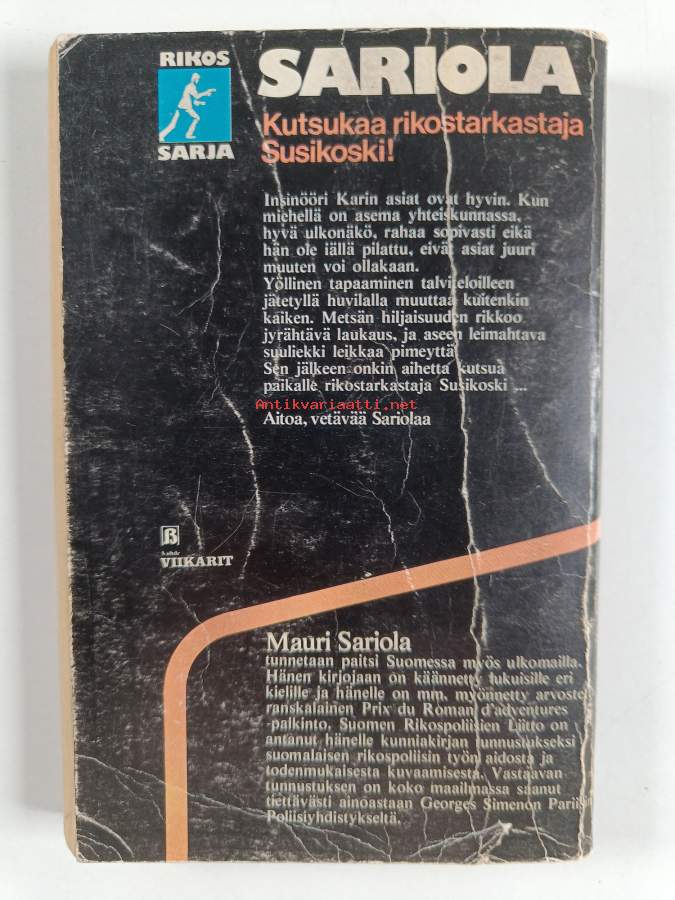 RIKOS
SARJA
SARIOLA
Kutsukaa rikostarkastaja
Susikoski!
Insinööri Karin asiat ovat hyvin. Kun
miehellä on asema yhteiskunnassa,
hyvä ulkonäkö, rahaa sopivasti eikä
hän ole iällä pilattu, eivät asiat juuri
muuten voi ollakaan.
Yöllinen tapaaminen talviteloilleen
jätetyllä huvilalla muuttaa kuitenkin
kaiken. Metsän hiljaisuuden rikkoo
jyrähtävä laukaus, ja aseen leimahtava
suuliekki leikkaa pimeyttä
Sen jälkeen onkin aihetta kutsua
paikalle rikostarkastaja Susikoski ...
Antikvariaatti.net
Aitoa, vetävää Sariolaa
B
VIIKARIT
Mauri Sariola
tunnetaan paitsi Suomessa myös ulkomailla.
Hänen kirjojaan on käännetty lukuisille eri
kielille ja hänelle on mm. myönnetty arvostet
ranskalainen Prix du Roman d'adventures
-palkinto. Suomen Rikospoliisien Liitto on
antanut hänelle kunniakirjan tunnustukseksi
suomalaisen rikospoliisin työn aidosta ja
todenmukaisesta kuvaamisesta. Vastaavan
tunnustuksen on koko maailmassa saanut
tiettävästi ainoastaan Georges Simenon Pariisin
Poliisiyhdistykseltä.